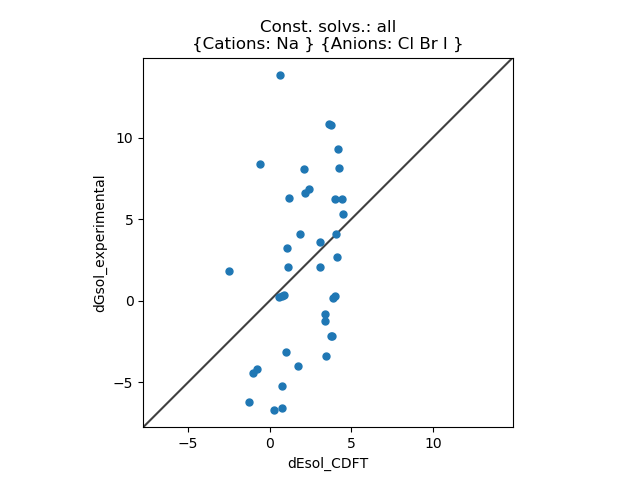 Const. solvs.: all
{Cations: Na } {Anions: Cl Br I }
10
5
0
−5
dGsol_experimental
−5
0
5
10
dEsol_CDFT